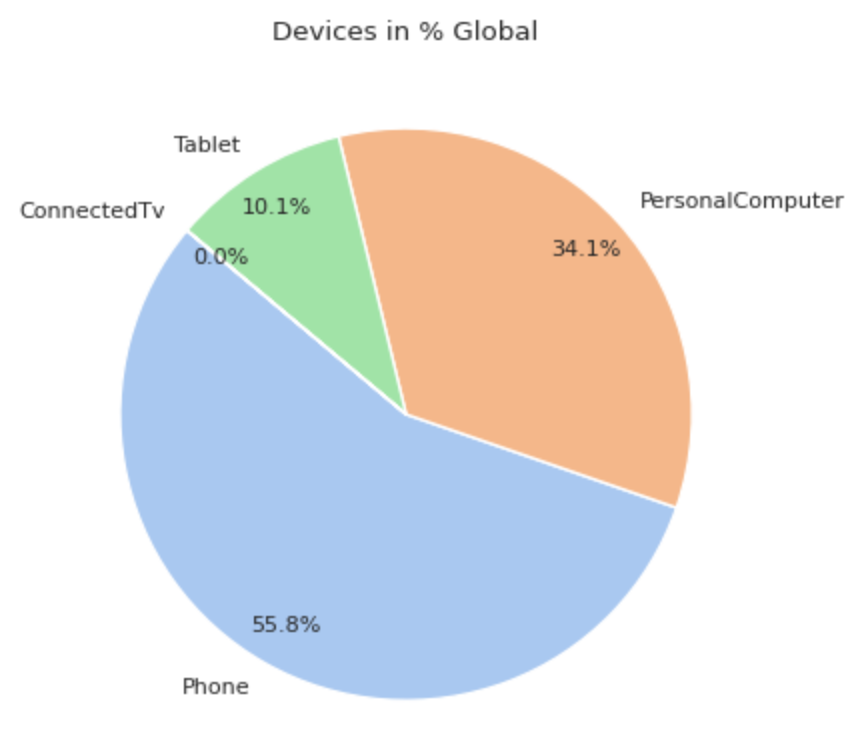 Devices in % Global
Tablet
PersonalComputer
ConnectedTv
10.1%
34.1%
0.0%
55.8%
Phone